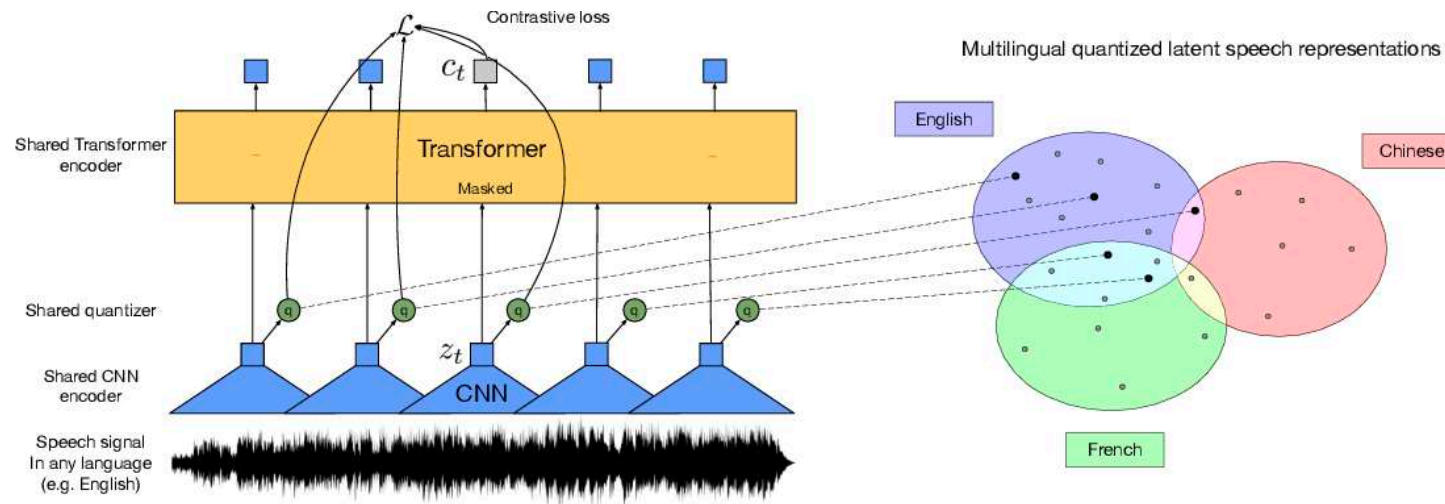 Contrastive loss
ℒ
c_t
Multilingual quantized latent speech representations
English
Chinese
Shared Transformer
encoder
Transformer
Masked
Shared quantizer
q
q
q
q
q
z_t
Shared CNN
encoder
CNN
Speech signal
In any language
(e.g. English)
French